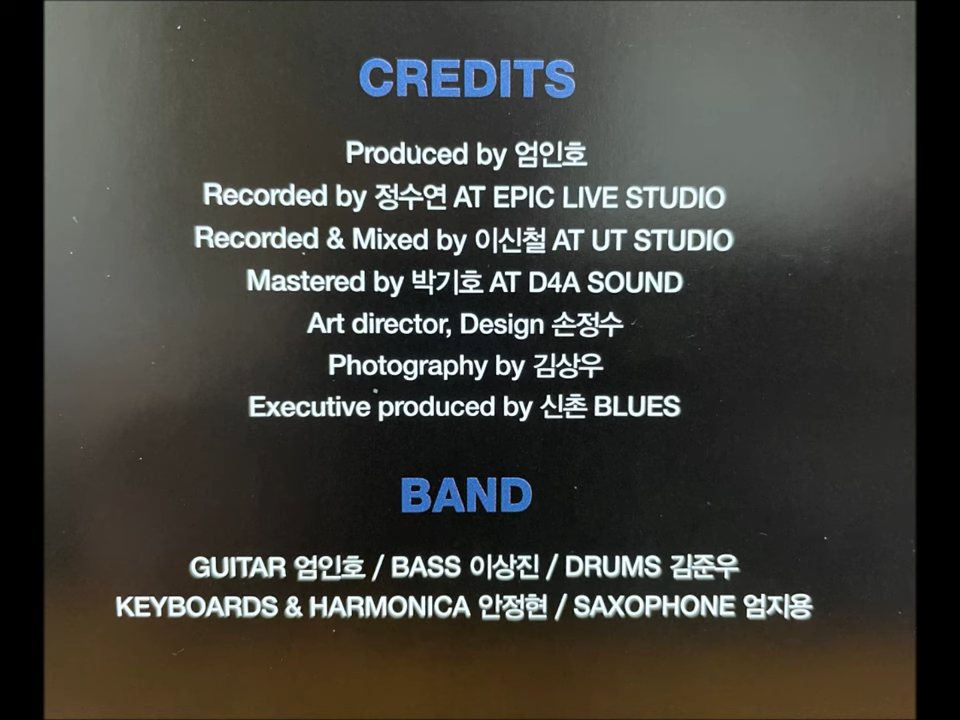 CREDITS
Produced by 엄인호
Recorded by 정수연 AT EPIC LIVE STUDIO
Recorded & Mixed by 이신철 AT UT STUDIO
Mastered by 박기호 AT D4A SOUND
Art director, Design 손정수
Photography by 김상우
Executive produced by 신촌 BLUES
BAND
GUITAR 엄인호 / BASS 이상진 / DRUMS 김준우
KEYBOARDS & HARMONICA 안정현 / SAXOPHONE 엄지용